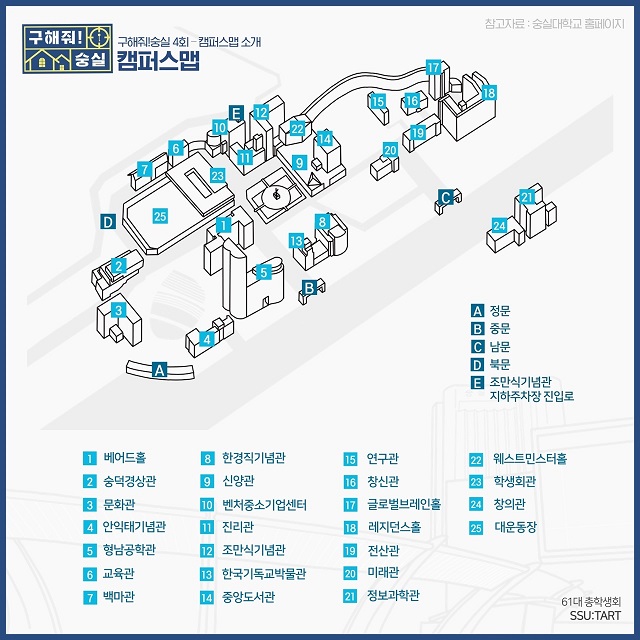 참고자료 : 숭실대학교 홈페이지
구해줘!
숭실
구해줘!숭실 4회 - 캠퍼스맵 소개
캠퍼스맵
17
18
15
16
E
12
10
22
19
14
6
11
9
20
7
23
21
C
25
D
1
8
24
13
2
5
B
3
4
A
A 정문
B 중문
C 남문
D 북문
E 조만식기념관
지하주차장 진입로
1 베어드홀
2 숭덕경상관
3 문화관
4 안익태기념관
5 형남공학관
6 교육관
7 백마관
8 한경직기념관
9 신양관
10 벤처중소기업센터
11 진리관
12 조만식기념관
13 한국기독교박물관
14 중앙도서관
15 연구관
16 창신관
17 글로벌브레인홀
18 레지던스홀
19 전산관
20 미래관
21 정보과학관
22 웨스트민스터홀
23 학생회관
24 창의관
25 대운동장
61대 총학생회
SSU:TART